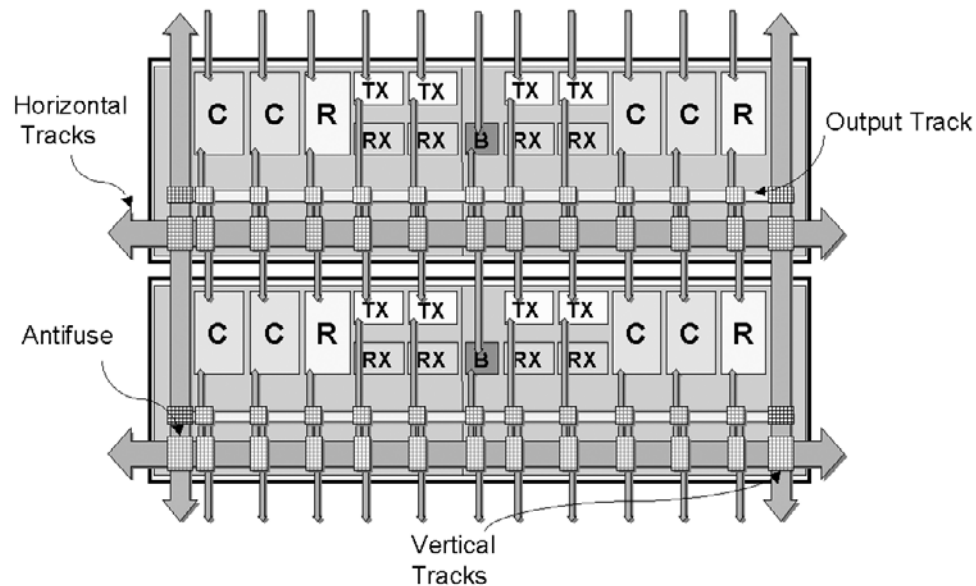 Horizontal
Tracks
Output Track
C C R TX TX TX TX C C R
RX RX B RX RX
Antifuse
C C R TX TX TX TX C C R
RX RX B RX RX
Vertical
Tracks